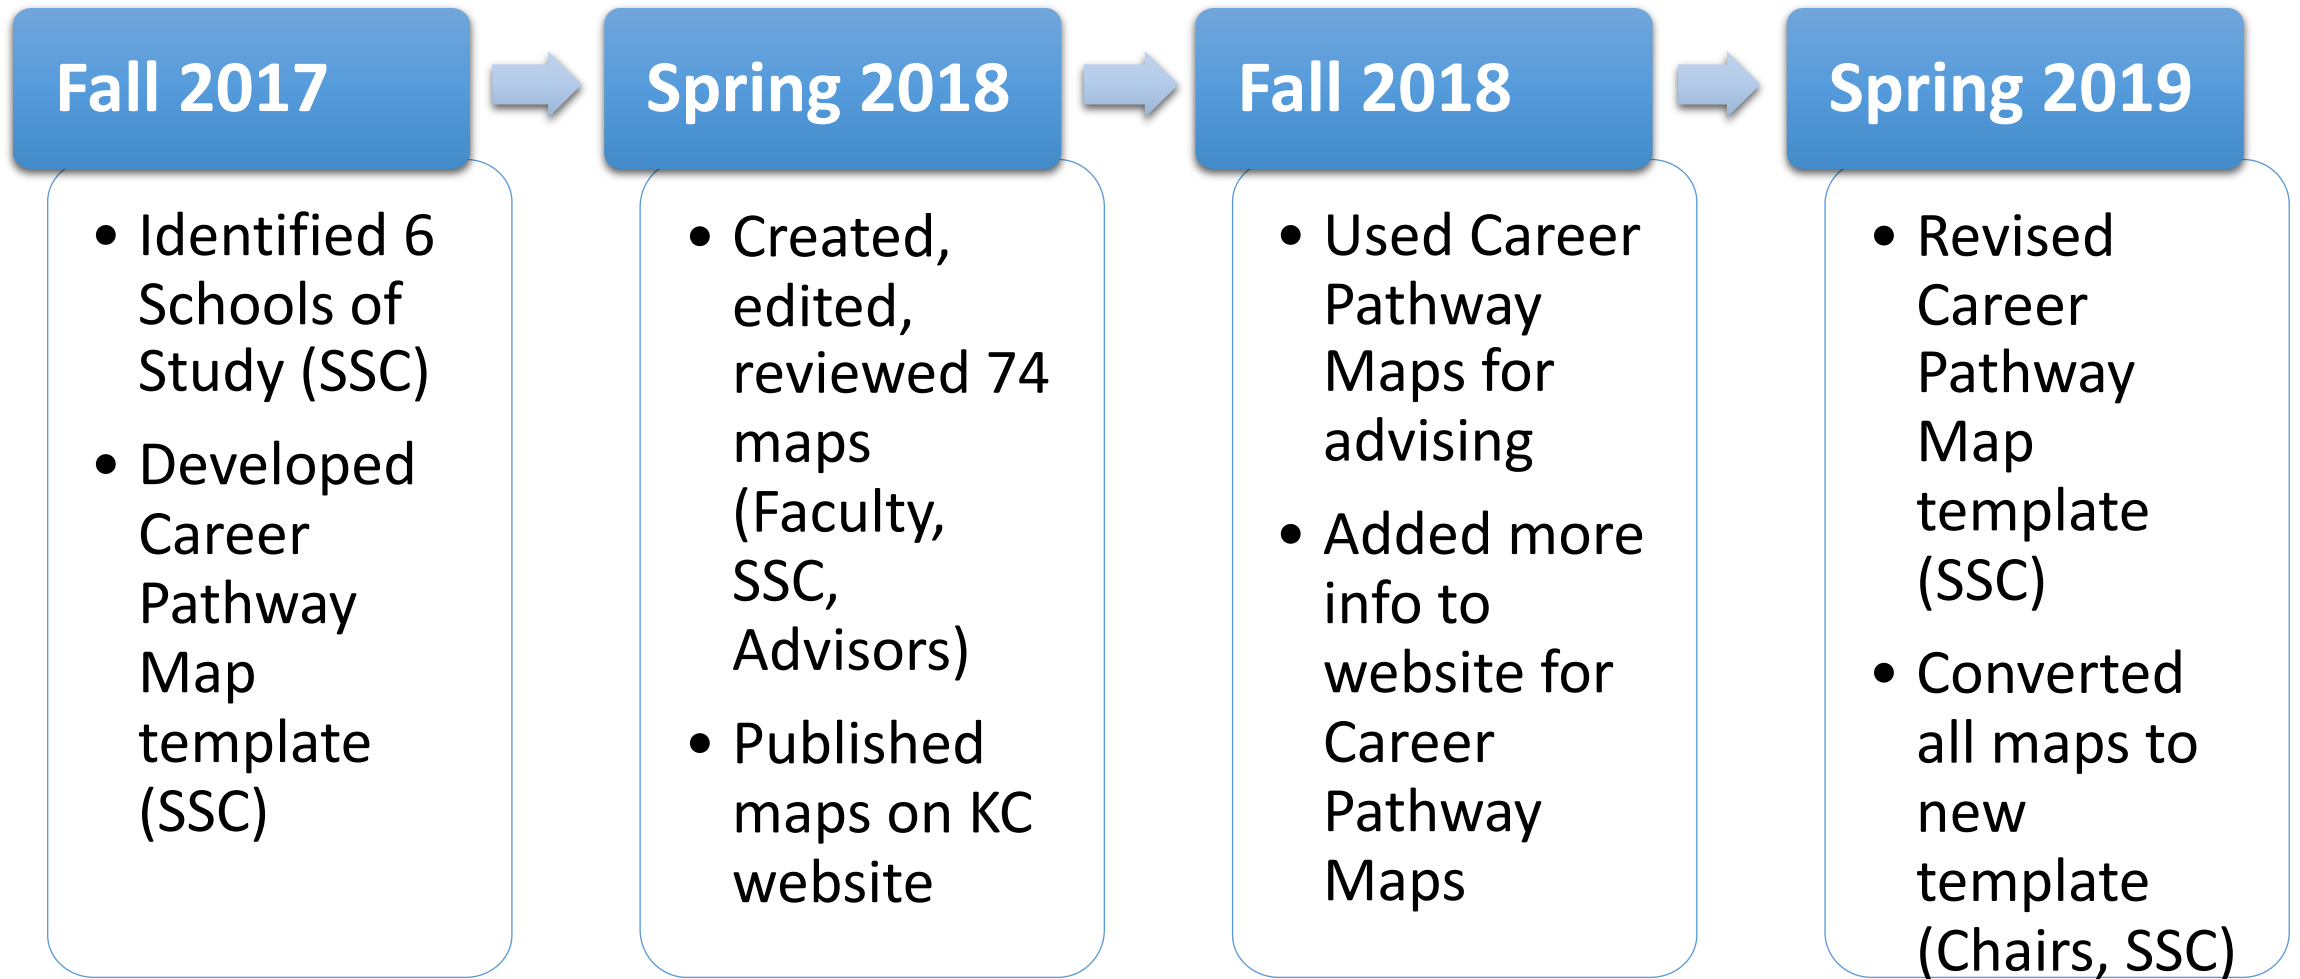 Fall 2017
• Identified 6
Schools of
Study (SSC)
• Developed
Career
Pathway
Map
template
(SSC)
Spring 2018
• Created,
edited,
reviewed 74
maps
(Faculty,
SSC,
Advisors)
• Published
maps on KC
website
Fall 2018
• Used Career
Pathway
Maps for
advising
• Added more
info to
website for
Career
Pathway
Maps
Spring 2019
• Revised
Career
Pathway
Map
template
(SSC)
• Converted
all maps to
new
template
(Chairs, SSC)